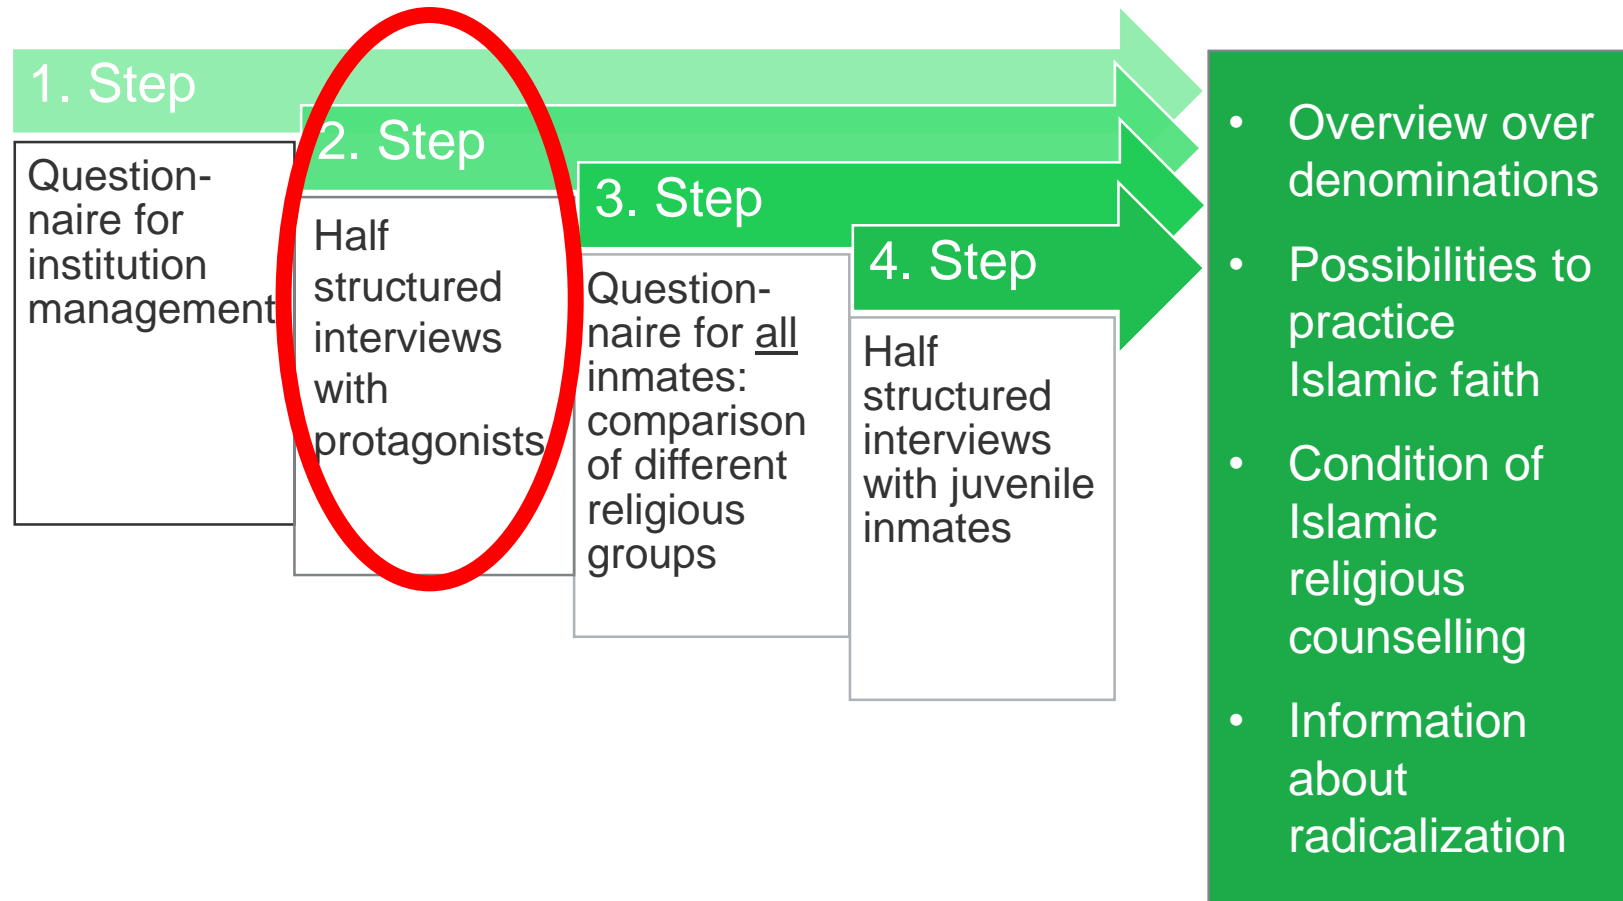 1. Step
Question-
naire for
institution
management
2. Step
Half
structured
interviews
with
protagonists
3. Step
Question-
naire for all
inmates:
comparison
of different
religious
groups
4. Step
Half
structured
interviews
with juvenile
inmates
• Overview over
denominations
• Possibilities to
practice
Islamic faith
• Condition of
Islamic
religious
counselling
• Information
about
radicalization